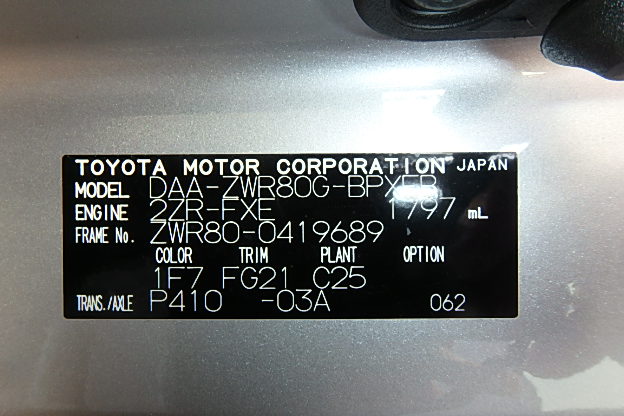 TOYOTA MOTOR CORPORATION JAPAN
MODEL DAA-ZWR80G-BPXEB
ENGINE 2ZR-FXE 1797 mL
FRAME No. ZWR80-0419689
COLOR TRIM PLANT OPTION
1F7 FG21 C25
TRANS./AXLE P410 -03A 062